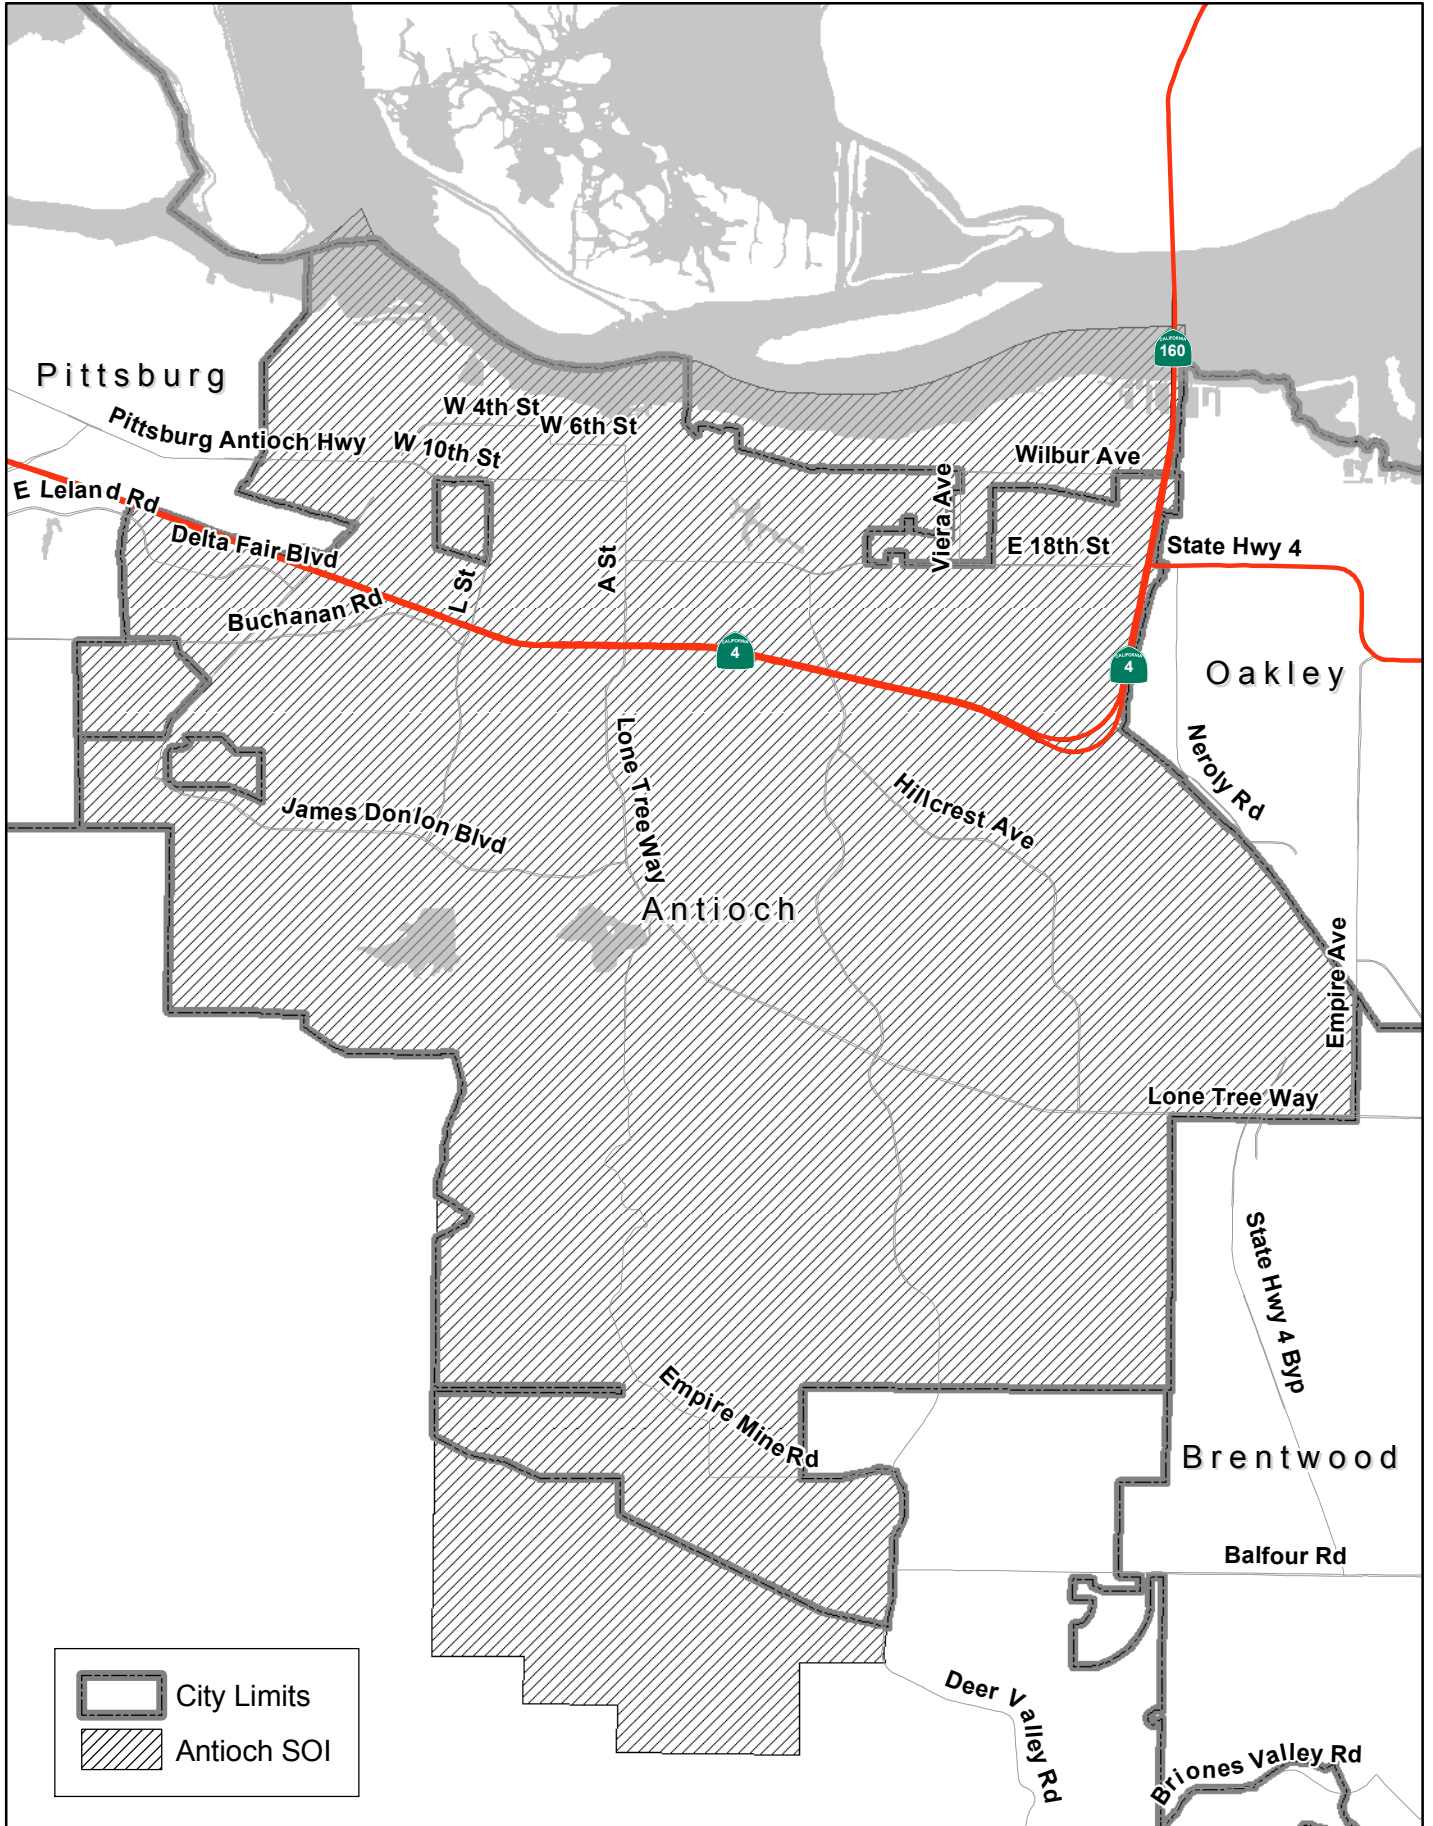 CALIFORNIA
160
Pittsburg
W 4th St
W 6th St
Pittsburg Antioch Hwy
W 10th St
Wilbur Ave
E Leland Rd
Viera Ave
Delta Fair Blvd
E 18th St
State Hwy 4
L St
A St
Buchanan Rd
CALIFORNIA
4
CALIFORNIA
4
Oakley
Lone Tree Way
Neroly Rd
Hillcrest Ave
James Donlon Blvd
Antioch
Empire Ave
Lone Tree Way
State Hwy 4 Byp
Empire Mine Rd
Brentwood
Balfour Rd
City Limits
Antioch SOI
Deer Valley Rd
Briones Valley Rd